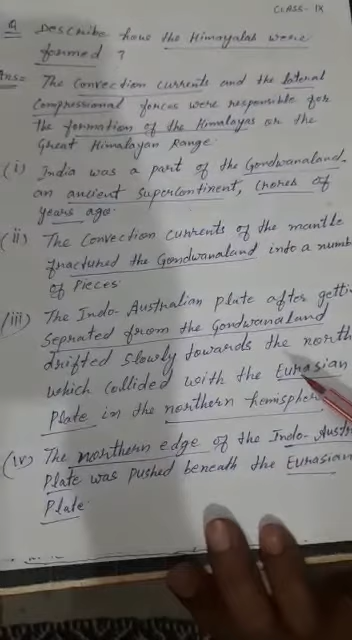 CLASS - IX
Q Describe how the Himayalas were
formed ?
Ans:- The Convection currents and the lateral
Compressional forces were responsible for
the formation of the Himalayas or the
Great Himalayan Range.
(i) India was a part of the Gondwanaland.
an ancient supercontinent, crores of
years ago.
(ii) The Convection currents of the mantle
fractured the Gondwanaland into a numb
of Pieces
(iii) The Indo-Australian plate after gettin
seprated from the Gondwanaland
drifted slowly towards the north
which collided with the Eurasian
Plate in the northern hemispher
(iv) The northern edge of the Indo-Aust
Plate was pushed beneath the Eurasian
Plate.